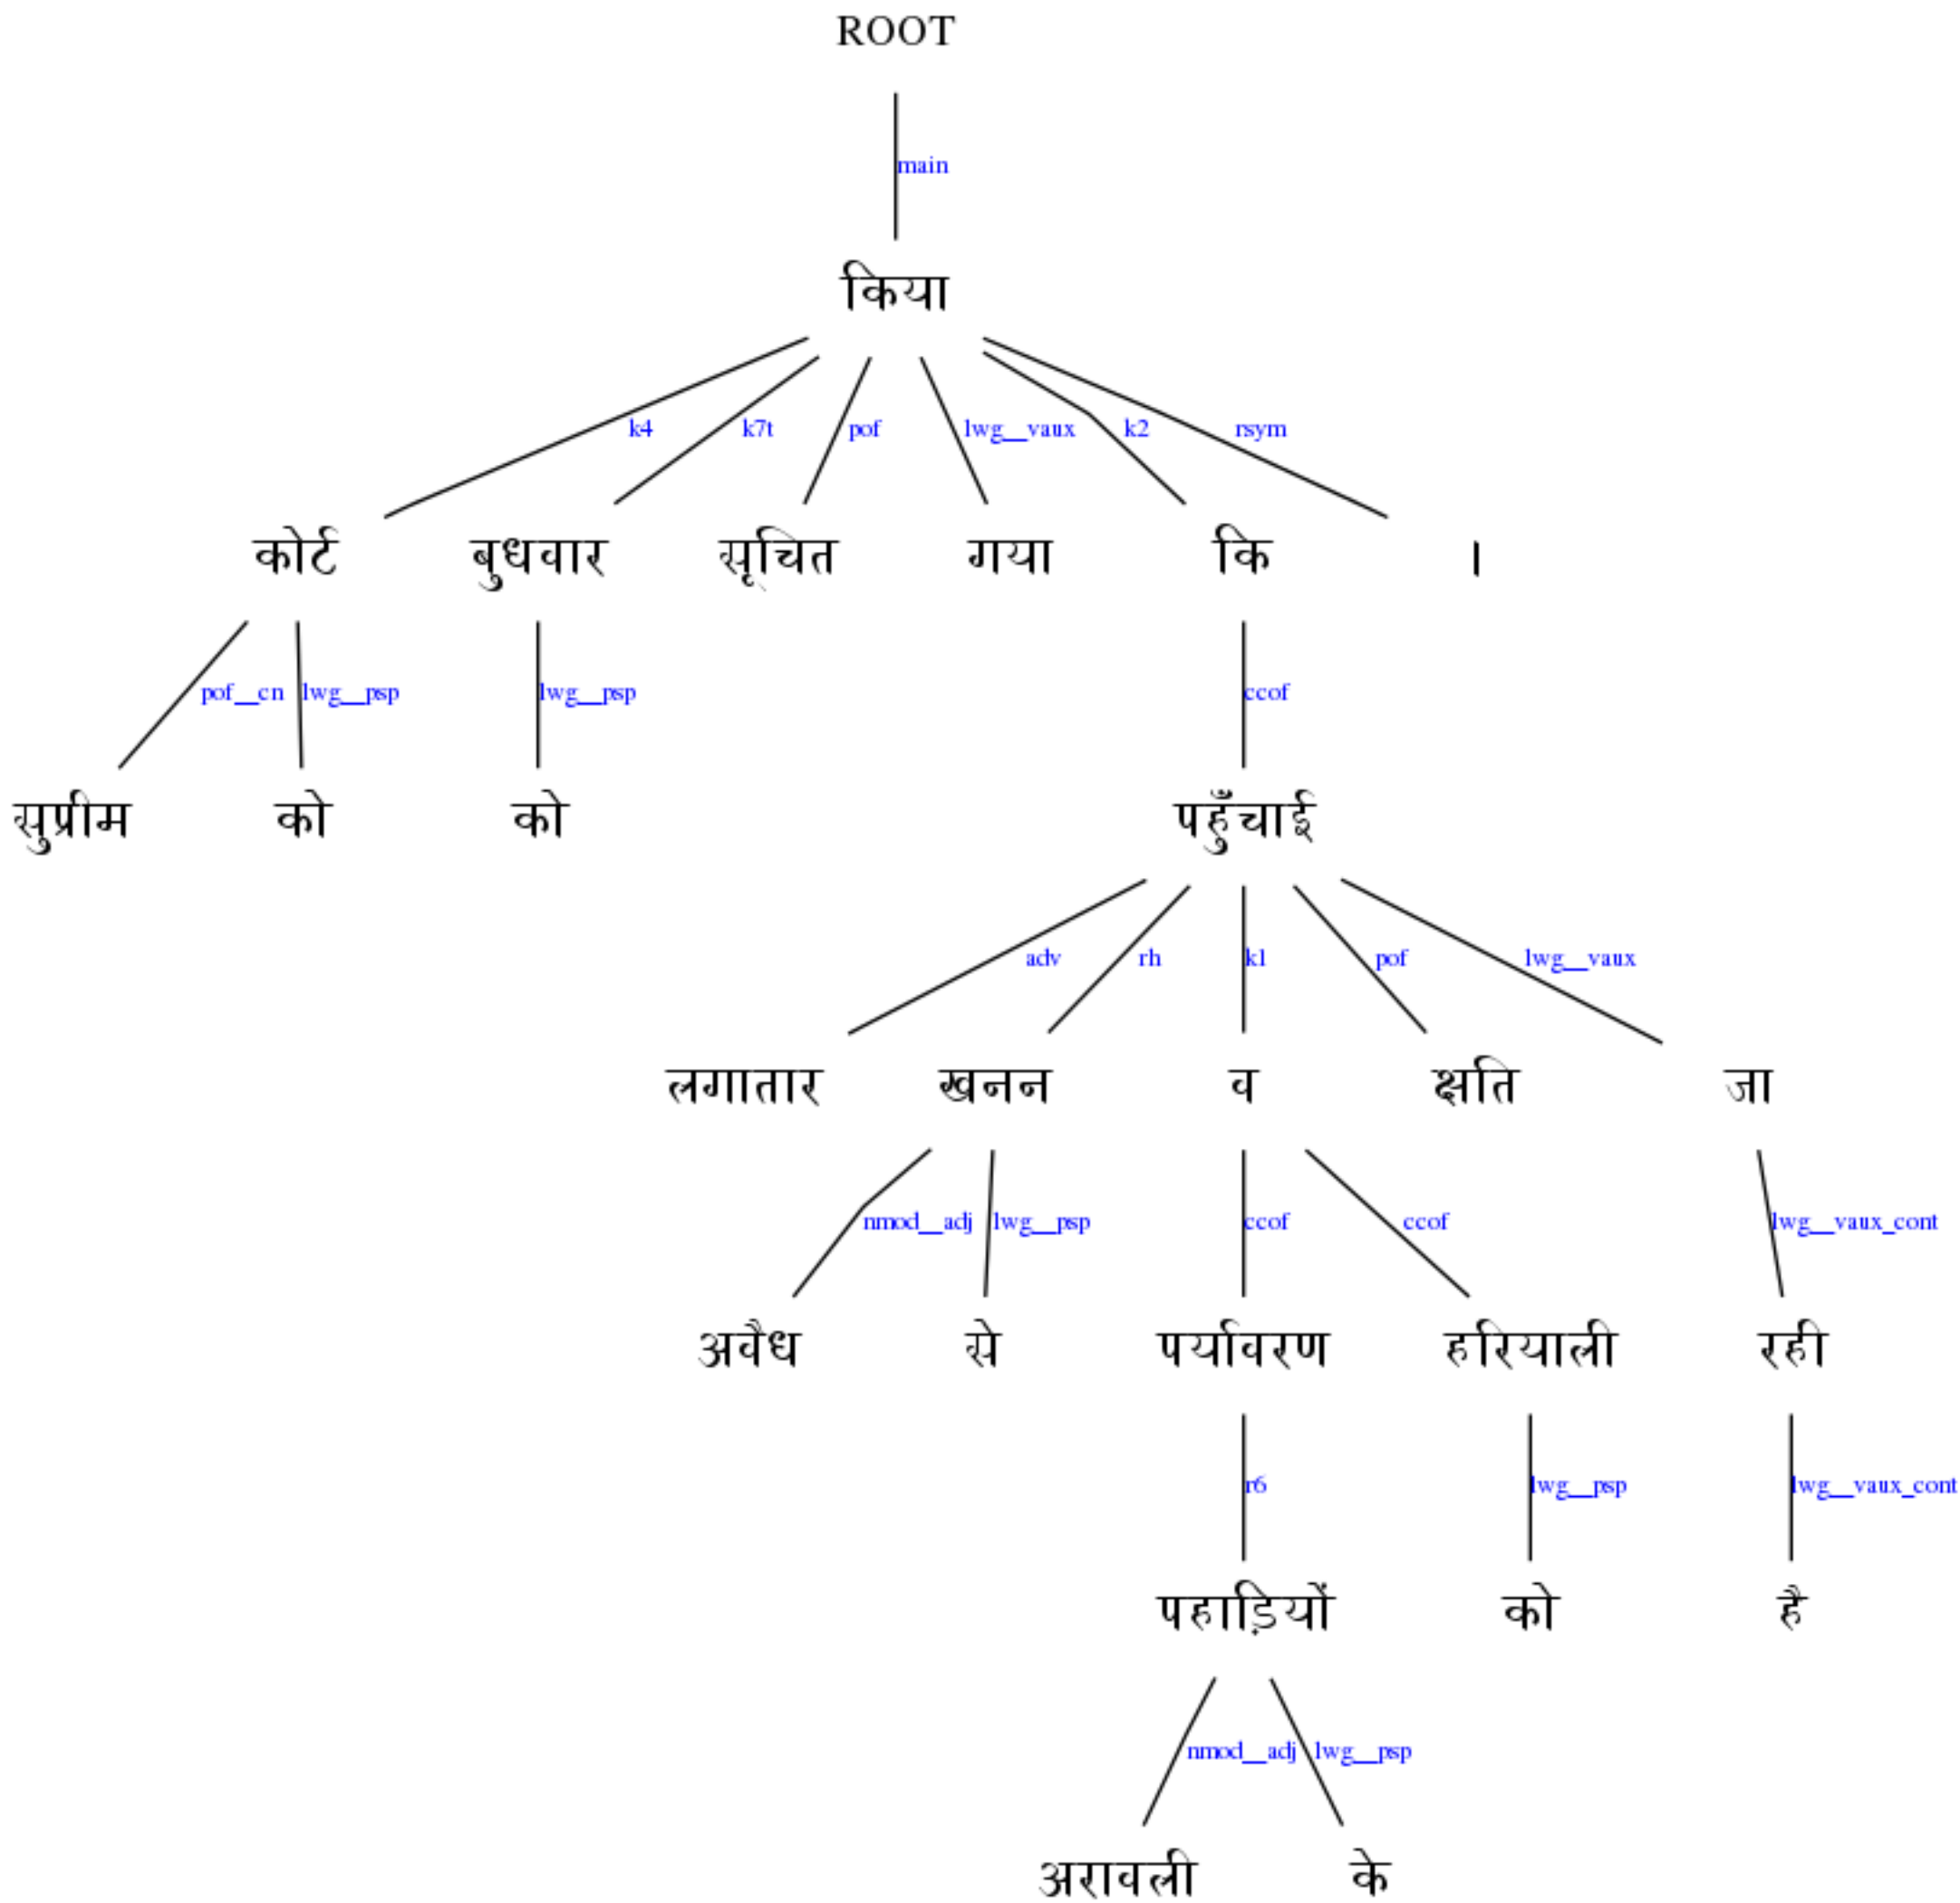 ROOT
main
किया
k4 k7t pof lwg__vaux k2 rsym
कोर्ट बुधवार सूचित गया कि ।
pof__cn lwg__psp lwg__psp ccof
सुप्रीम को को पहुँचाई
adv rh k1 pof lwg__vaux
लगातार खनन व क्षति जा
nmod__adj lwg__psp ccof ccof lwg__vaux_cont
अवैध से पर्यावरण हरियाली रही
r6 lwg__psp lwg__vaux_cont
पहाड़ियों को है
nmod__adj lwg__psp
अरावली के